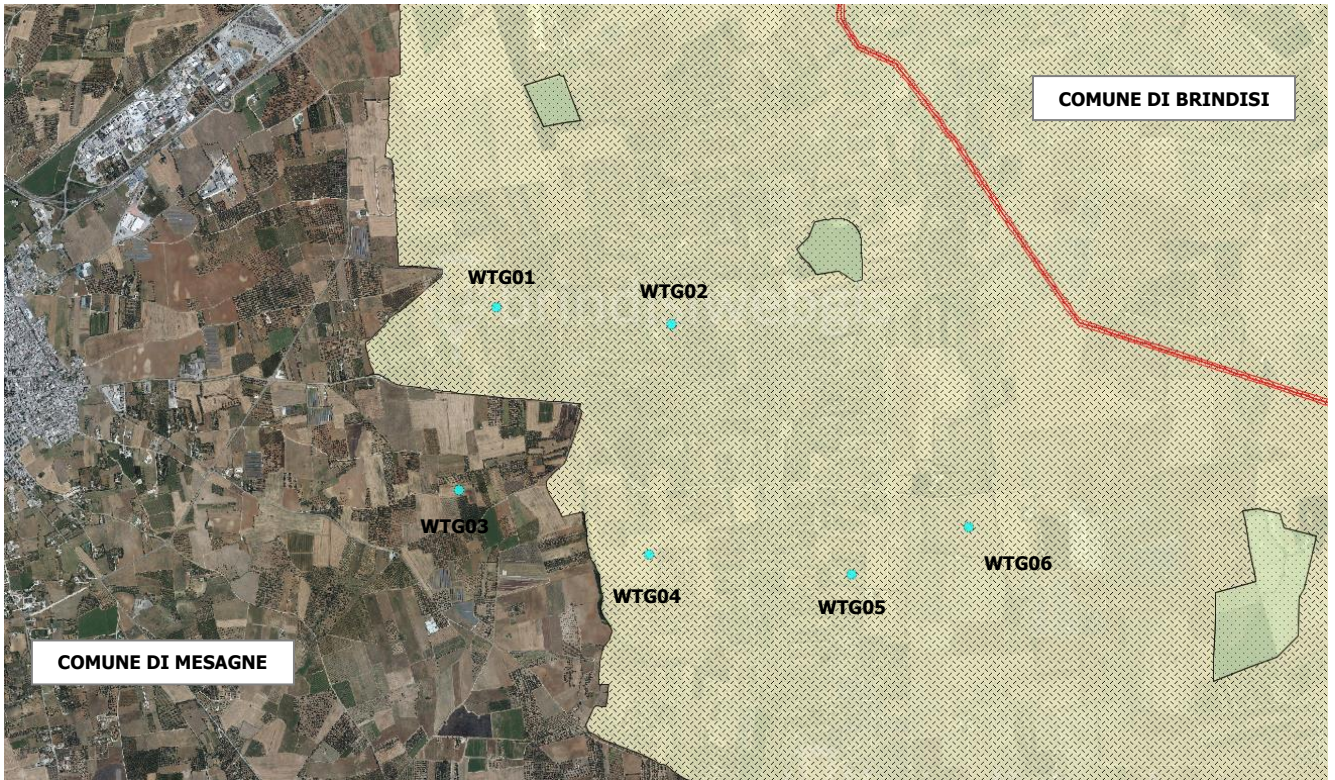 COMUNE DI BRINDISI
WTG01
WTG02
WTG03
WTG06
WTG04
WTG05
COMUNE DI MESAGNE